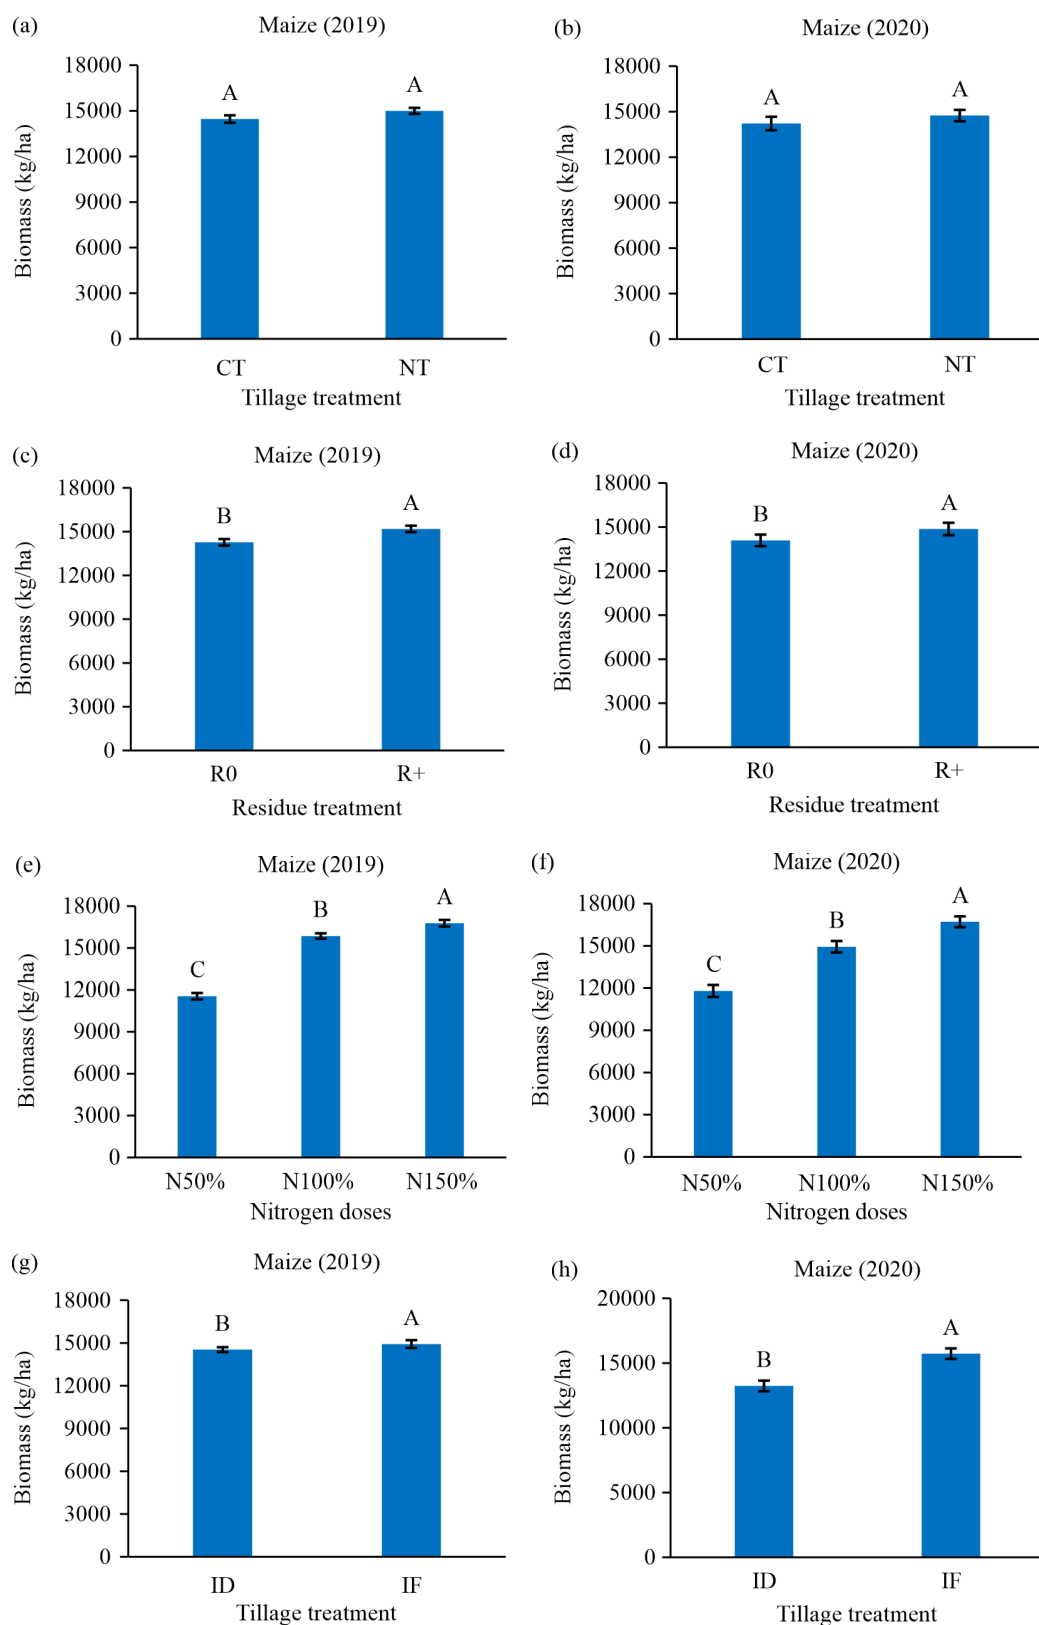 (a)
Maize (2019)
Biomass (kg/ha)
18000
15000
12000
9000
6000
3000
0
A
A
CT
NT
Tillage treatment
(b)
Maize (2020)
Biomass (kg/ha)
18000
15000
12000
9000
6000
3000
0
A
A
CT
NT
Tillage treatment
(c)
Maize (2019)
Biomass (kg/ha)
18000
15000
12000
9000
6000
3000
0
B
A
R0
R+
Residue treatment
(d)
Maize (2020)
Biomass (kg/ha)
18000
15000
12000
9000
6000
3000
0
B
A
R0
R+
Residue treatment
(e)
Maize (2019)
Biomass (kg/ha)
18000
15000
12000
9000
6000
3000
0
C
B
A
N50%
N100%
N150%
Nitrogen doses
(f)
Maize (2020)
Biomass (kg/ha)
18000
15000
12000
9000
6000
3000
0
C
B
A
N50%
N100%
N150%
Nitrogen doses
(g)
Maize (2019)
Biomass (kg/ha)
18000
15000
12000
9000
6000
3000
0
B
A
ID
IF
Tillage treatment
(h)
Maize (2020)
Biomass (kg/ha)
20000
15000
10000
5000
0
B
A
ID
IF
Tillage treatment